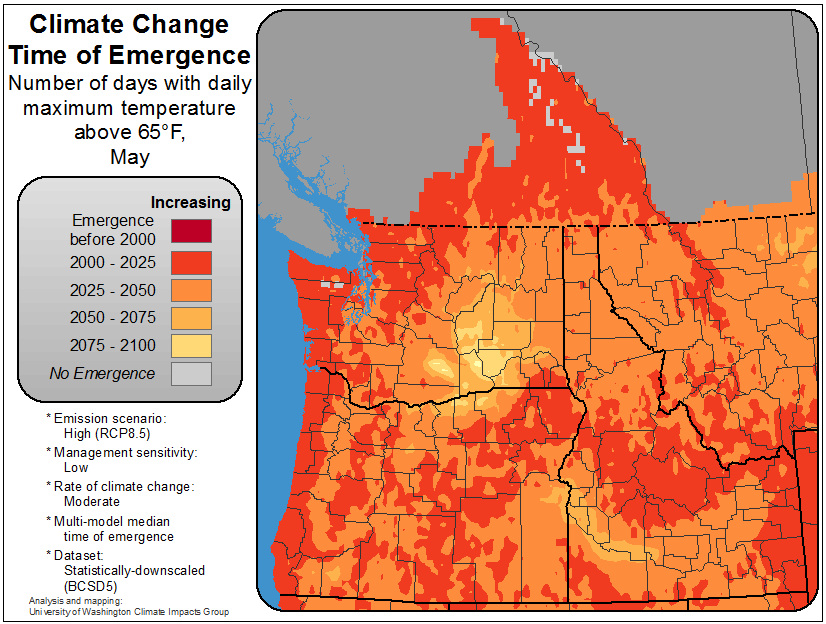 Climate Change
Time of Emergence
Number of days with daily
maximum temperature
above 65°F,
May
Increasing
Emergence
before 2000
2000 - 2025
2025 - 2050
2050 - 2075
2075 - 2100
No Emergence
* Emission scenario:
High (RCP8.5)
* Management sensitivity:
Low
* Rate of climate change:
Moderate
* Multi-model median
time of emergence
* Dataset:
Statistically-downscaled
(BCSD5)
Analysis and mapping:
University of Washington Climate Impacts Group